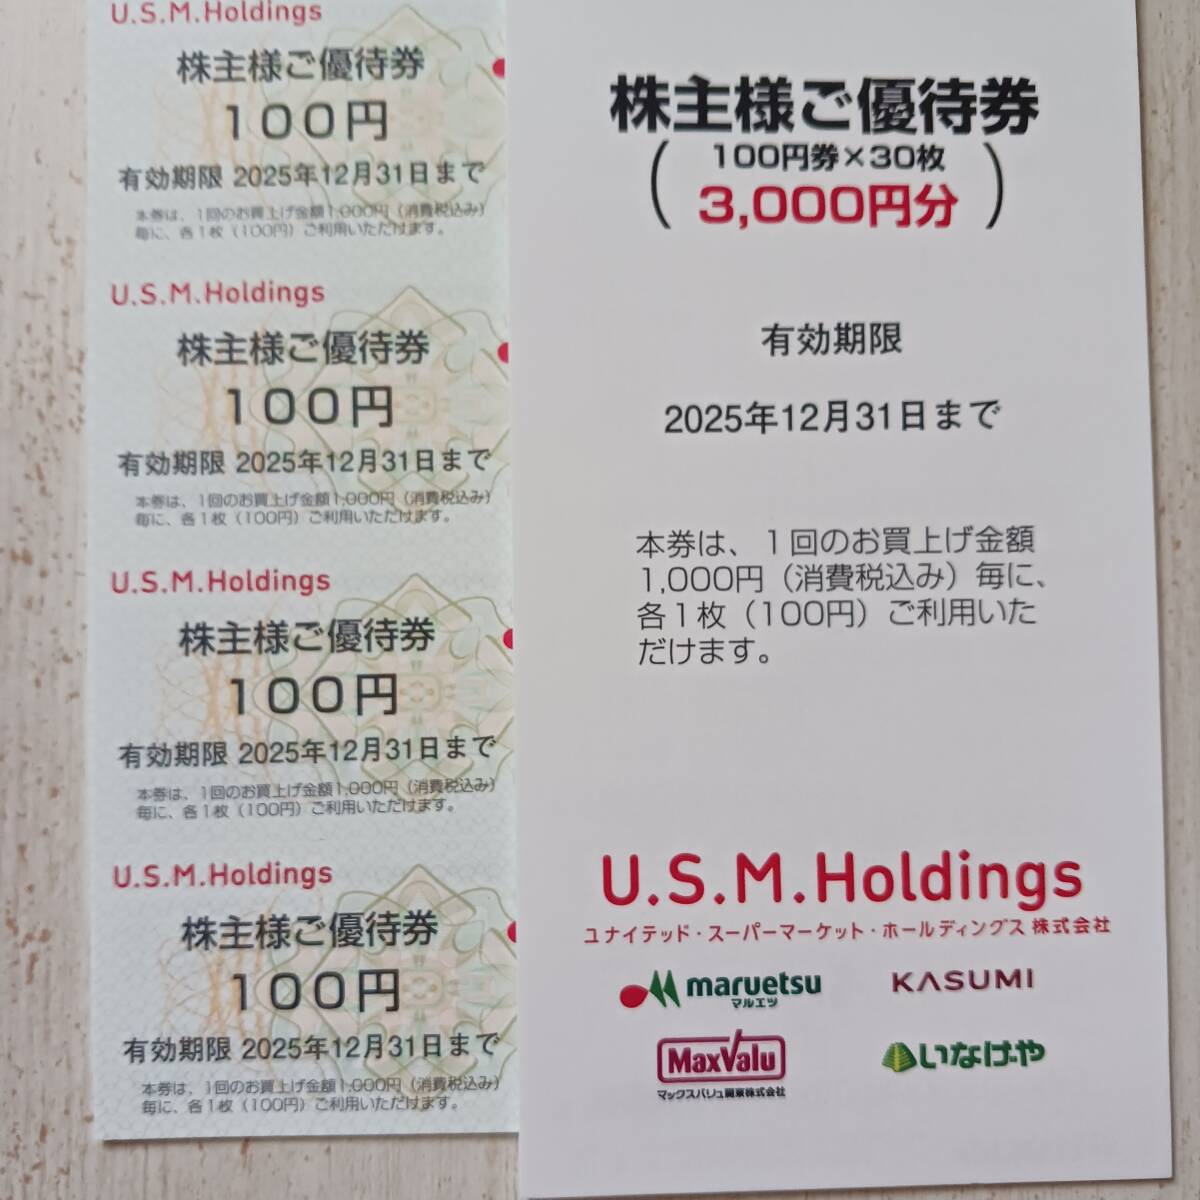 U.S.M.Holdings
株主様ご優待券
100円
有効期限 2025年12月31日まで
本券は、1回のお買上げ金額1,000円（消費税込み）
毎に、各1枚（100円）ご利用いただけます。
U.S.M.Holdings
株主様ご優待券
100円
有効期限 2025年12月31日まで
本券は、1回のお買上げ金額1,000円（消費税込み）
毎に、各1枚（100円）ご利用いただけます。
U.S.M.Holdings
株主様ご優待券
100円
有効期限 2025年12月31日まで
本券は、1回のお買上げ金額1,000円（消費税込み）
毎に、各1枚（100円）ご利用いただけます。
U.S.M.Holdings
株主様ご優待券
100円
有効期限 2025年12月31日まで
本券は、1回のお買上げ金額1,000円（消費税込み）
毎に、各1枚（100円）ご利用いただけます。
株主様ご優待券
（100円券×30枚
3,000円分）
有効期限
2025年12月31日まで
本券は、1回のお買上げ金額
1,000円（消費税込み）毎に、
各1枚（100円）ご利用いた
だけます。
U.S.M.Holdings
ユナイテッド・スーパーマーケット・ホールディングス 株式会社
maruetsu
マルエツ
KASUMI
MaxValu
マックスバリュ関東株式会社
いなげや